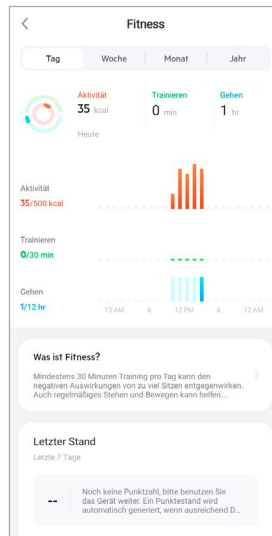 Fitness
Tag Woche Monat Jahr
Aktivität Trainieren Gehen
35 kcal 0 min 1 hr
Heute
Aktivität
35/500 kcal
Trainieren
0/30 min
Gehen
1/12 hr
12 AM 6 12 PM 6 12 AM
Was ist Fitness?
Mindestens 30 Minuten Training pro Tag kann den
negativen Auswirkungen von zu viel Sitzen entgegenwirken.
Auch regelmäßiges Stehen und Bewegen kann helfen...
Letzter Stand
Letzte 7 Tage
-- Noch keine Punktzahl, bitte benutzen Sie
das Gerät weiter. Ein Punktestand wird
automatisch generiert, wenn ausreichend D...